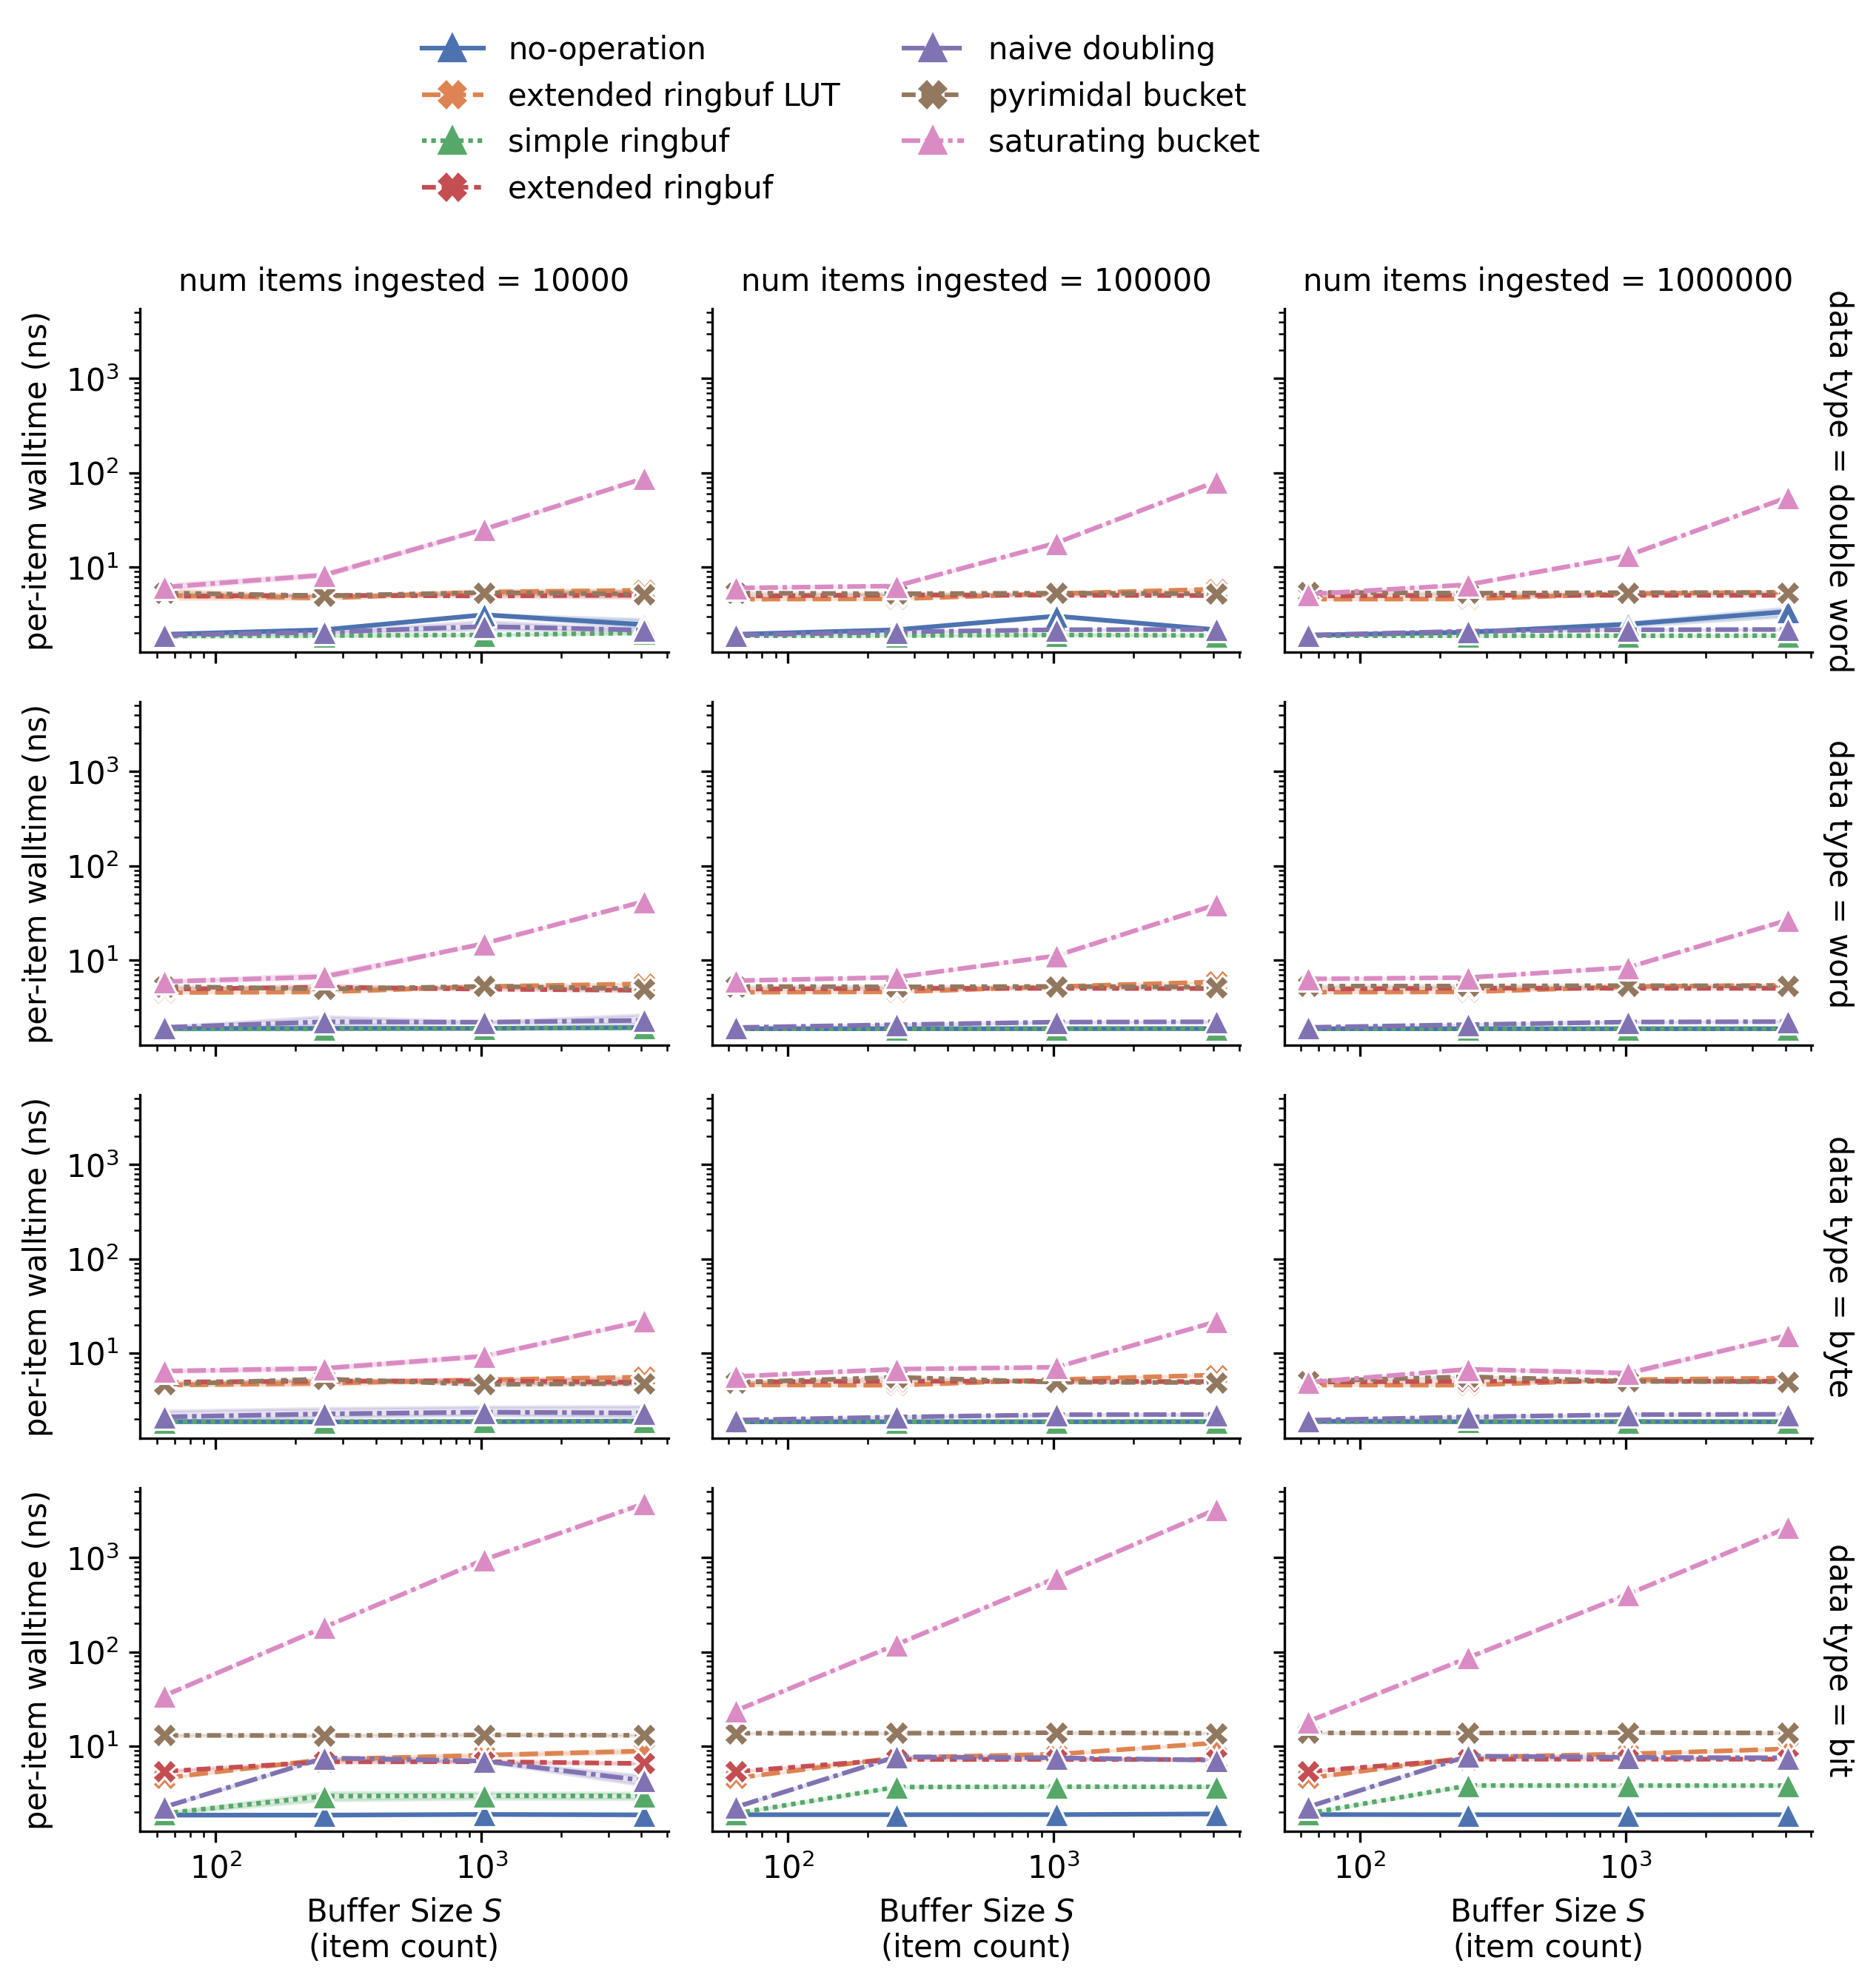 no-operation
extended ringbuf LUT
simple ringbuf
extended ringbuf
naive doubling
pyrimidal bucket
saturating bucket
num items ingested = 10000
num items ingested = 100000
num items ingested = 1000000
per-item walltime (ns)
10³
10²
10¹
data type = double word
per-item walltime (ns)
10³
10²
10¹
data type = word
per-item walltime (ns)
10³
10²
10¹
data type = byte
per-item walltime (ns)
10³
10²
10¹
data type = bit
10² 10³
10² 10³
10² 10³
Buffer Size S
(item count)
Buffer Size S
(item count)
Buffer Size S
(item count)